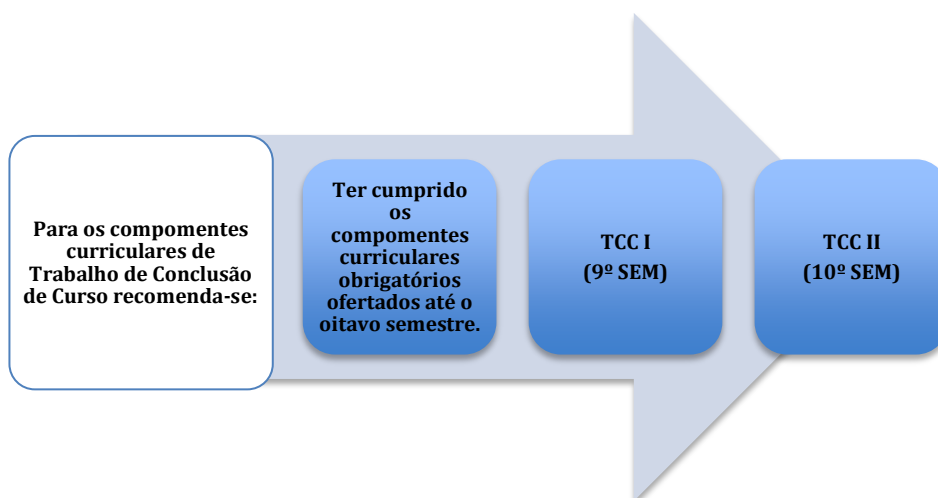 Para os compomentes
curriculares de
Trabalho de Conclusão
de Curso recomenda-se:
Ter cumprido
os
compomentes
curriculares
obrigatórios
ofertados até o
oitavo semestre.
TCC I
(9º SEM)
TCC II
(10º SEM)